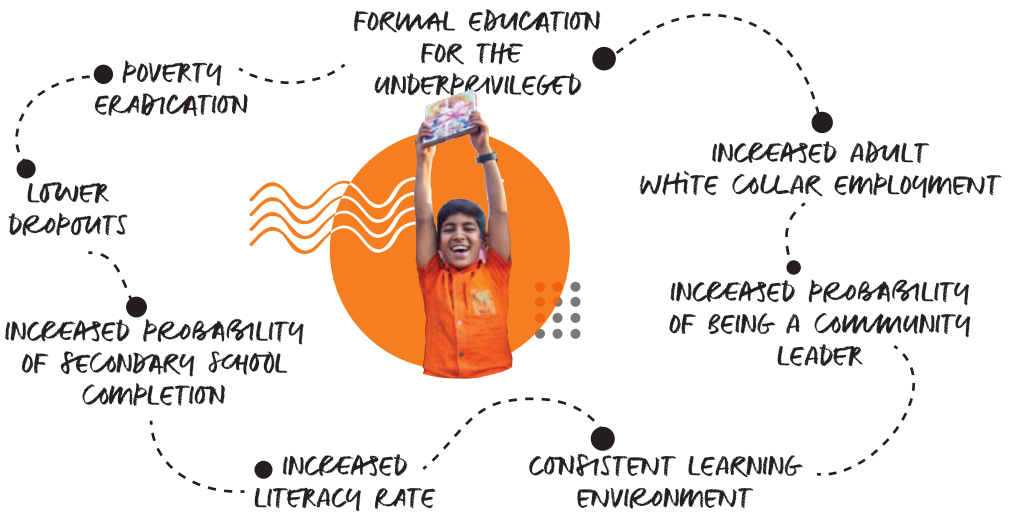 FORMAL EDUCATION
FOR THE
UNDERPRIVILEGED
INCREASED ADULT
WHITE COLLAR EMPLOYMENT
INCREASED PROBABILITY
OF BEING A COMMUNITY
LEADER
CONSISTENT LEARNING
ENVIRONMENT
INCREASED
LITERACY RATE
INCREASED PROBABILITY
OF SECONDARY SCHOOL
COMPLETION
LOWER
DROPOUTS
POVERTY
ERADICATION